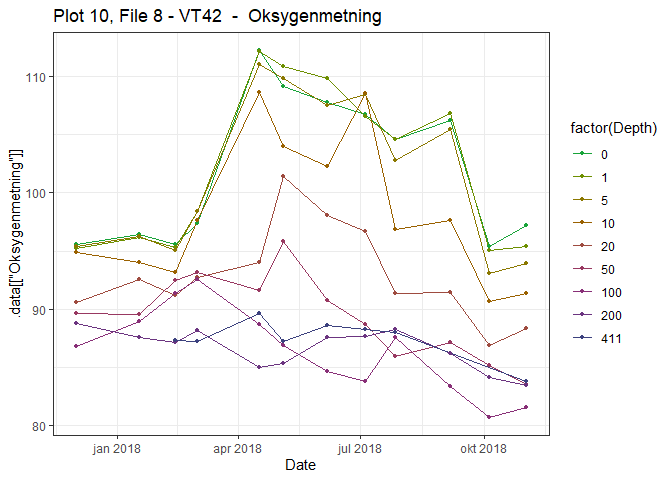 Plot 10, File 8 - VT42  -  Oksygenmetning
.data[["Oksygenmetning"]]
110
100
90
80
jan 2018
apr 2018
jul 2018
okt 2018
Date
factor(Depth)
0
1
5
10
20
50
100
200
411